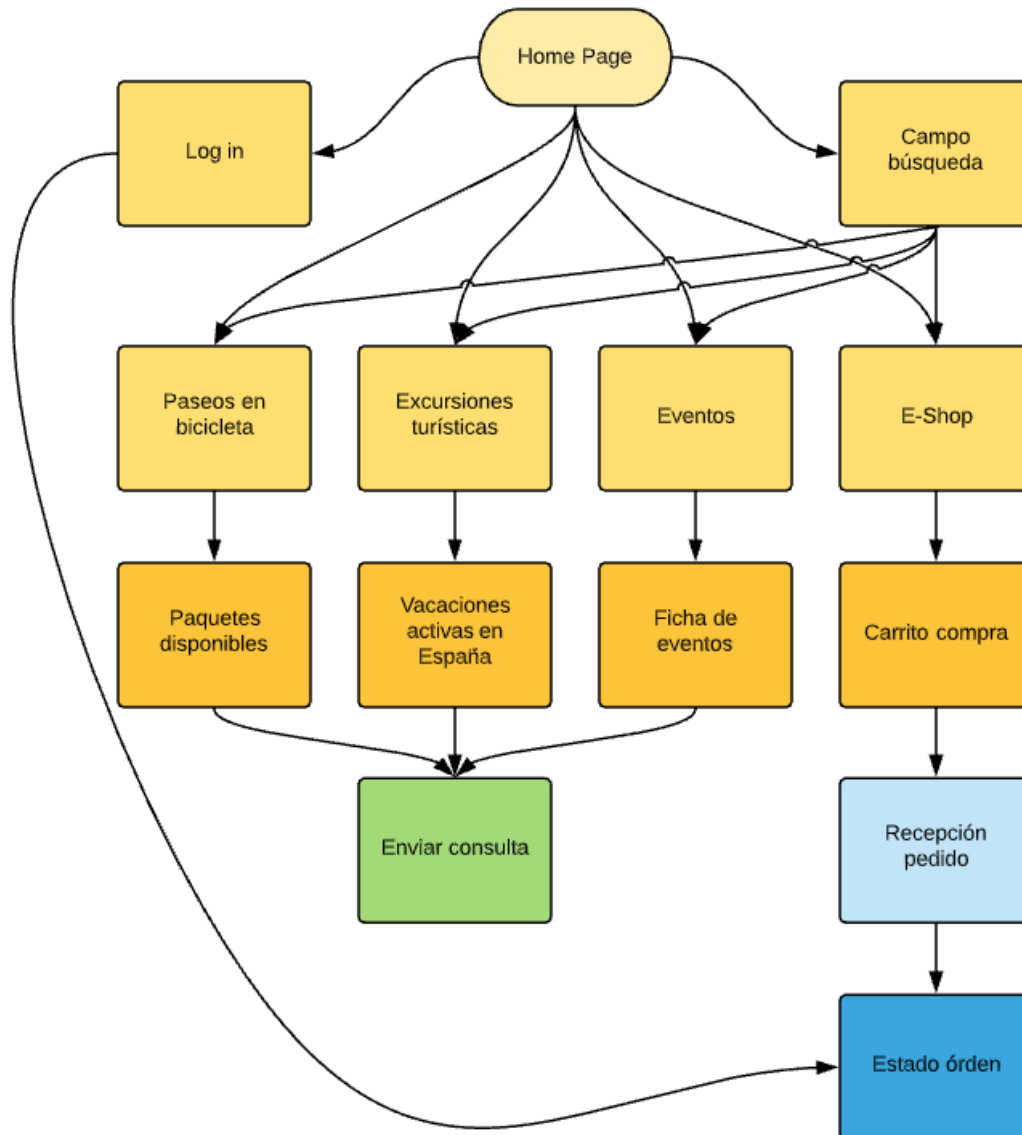 Home Page
Log in
Campo
búsqueda
Paseos en
bicicleta
Excursiones
turísticas
Eventos
E-Shop
Paquetes
disponibles
Vacaciones
activas en
España
Ficha de
eventos
Carrito compra
Enviar consulta
Recepción
pedido
Estado órden